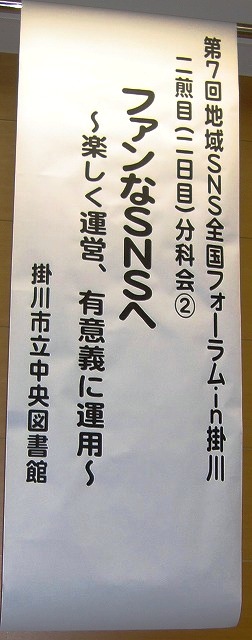 第7回地域SNS全国フォーラム・in掛川
二煎目(二日目)分科会②
ファンなSNSへ
～楽しく運営、有意義に運用～
掛川市立中央図書館